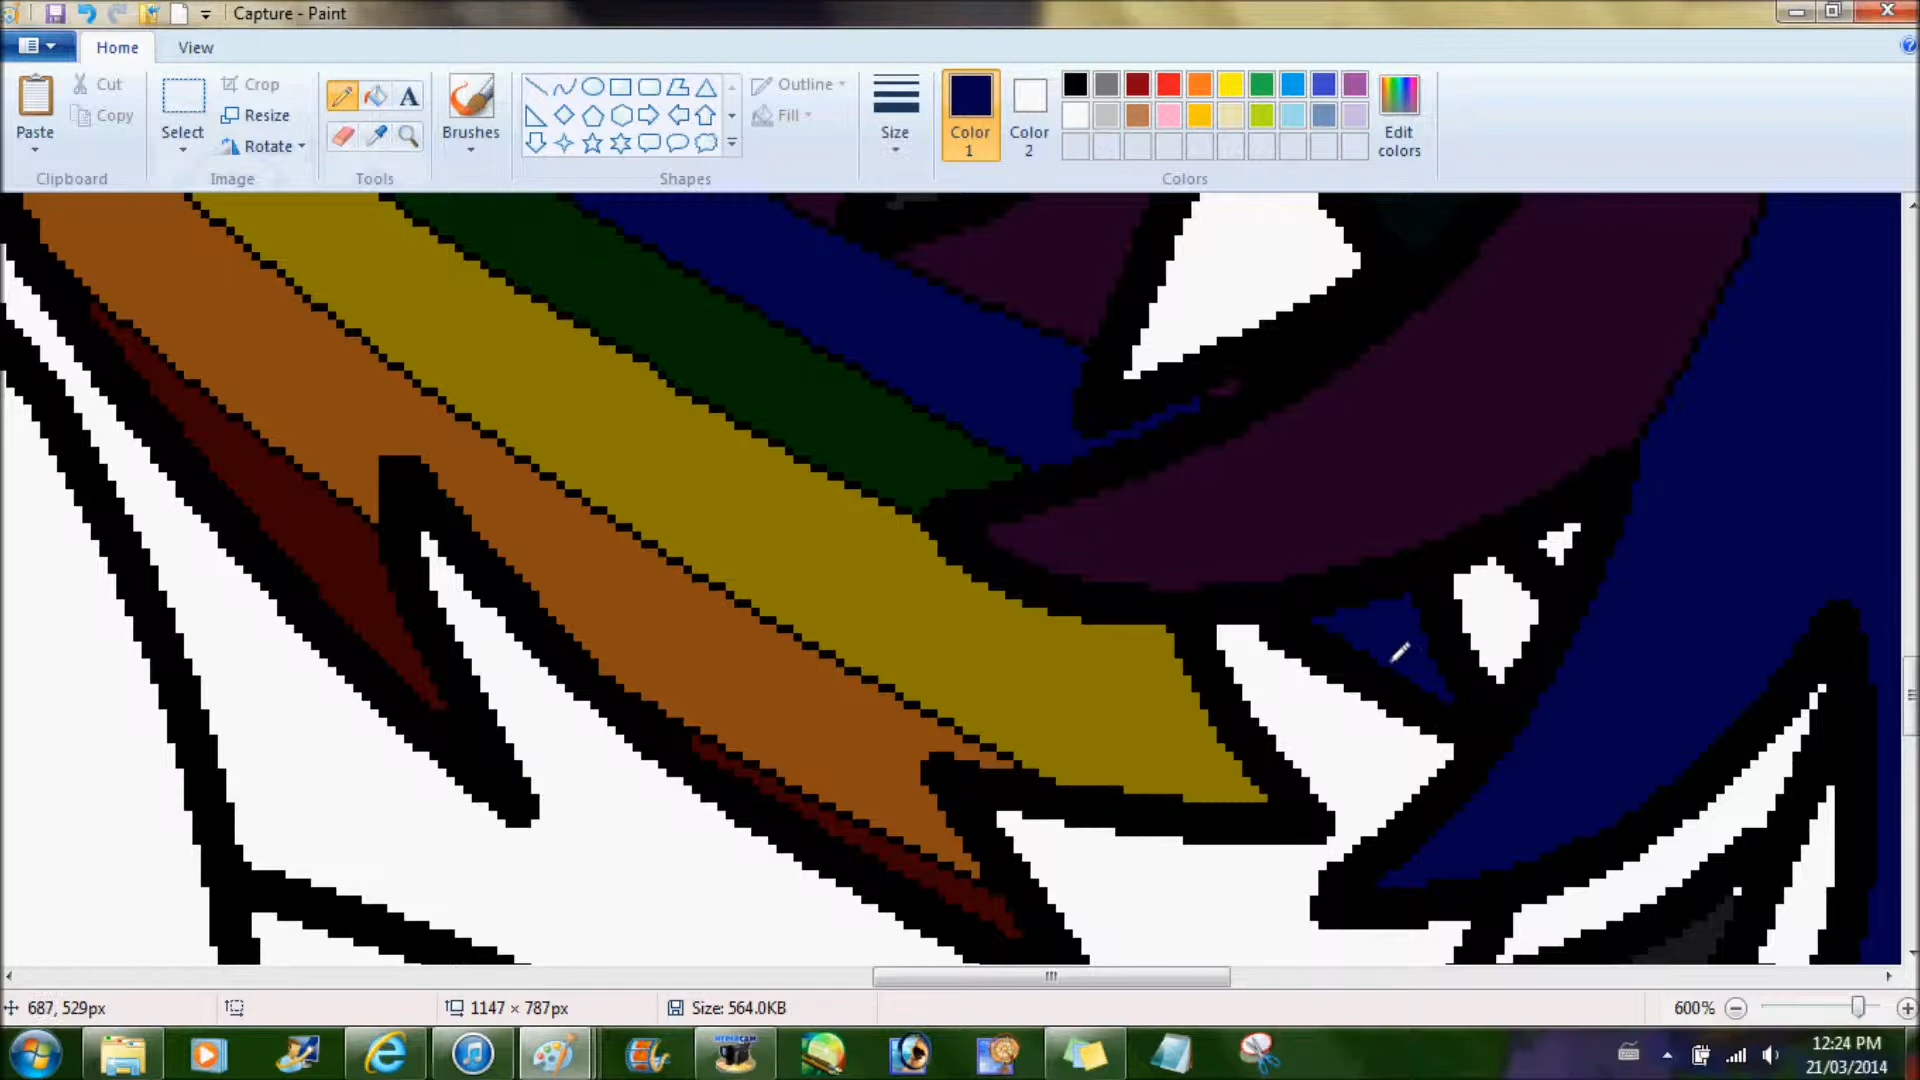 Capture - Paint
Home View
Paste
Cut
Copy
Clipboard
Select
Crop
Resize
Rotate
Image
A
Tools
Brushes
Outline
Fill
Shapes
Size
Color 1
Color 2
Edit colors
Colors
687, 529px
1147 × 787px
Size: 564.0KB
600%
HYPERCAM
12:24 PM
21/03/2014